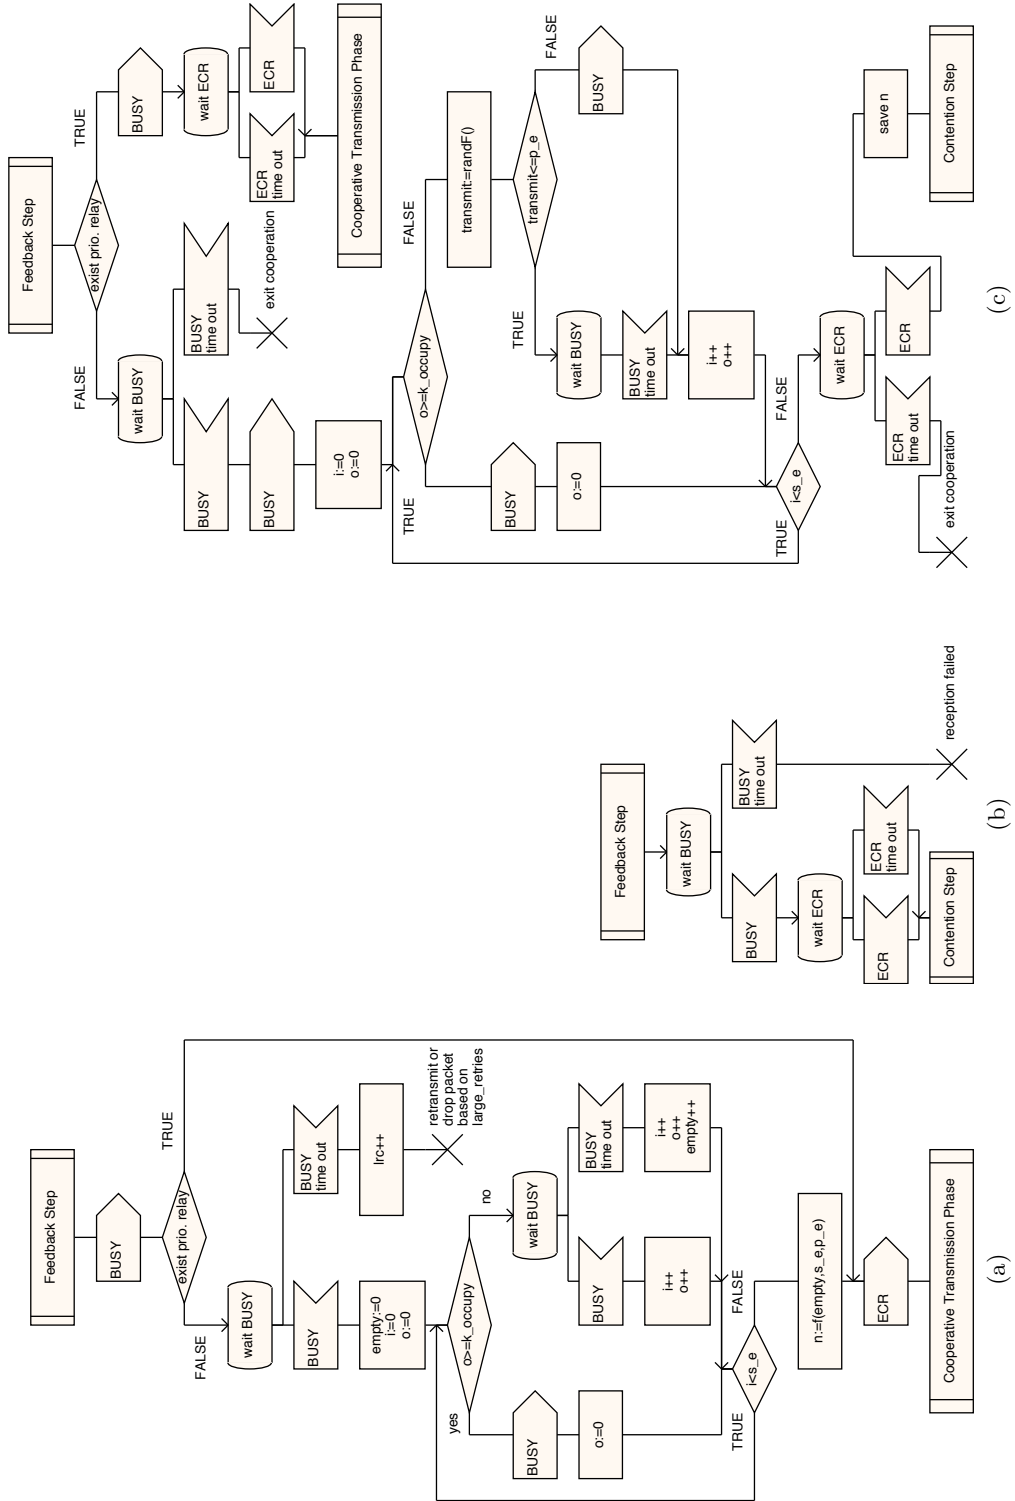 Feedback Step
BUSY
exist prio. relay
TRUE
FALSE
wait BUSY
BUSY
BUSY
time out
empty:=0
i:=0
o:=0
lrc++
retransmit or
drop packet
based on
large_retries
o>=k_occupy
yes
no
BUSY
wait BUSY
o:=0
BUSY
BUSY
time out
i++
o++
i++
o++
empty++
TRUE
FALSE
i<s_e
n:=f(empty,s_e,p_e)
ECR
Cooperative Transmission Phase
(a)
Feedback Step
wait BUSY
BUSY
BUSY
time out
wait ECR
ECR
ECR
time out
Contention Step
reception failed
(b)
Feedback Step
exist prio. relay
FALSE
TRUE
wait BUSY
BUSY
BUSY
BUSY
time out
wait ECR
BUSY
exit cooperation
ECR
time out
ECR
i:=0
o:=0
Cooperative Transmission Phase
TRUE
FALSE
o>=k_occupy
transmit:=randF()
BUSY
TRUE
transmit<=p_e
FALSE
o:=0
wait BUSY
BUSY
BUSY
time out
i++
o++
TRUE
FALSE
i<s_e
wait ECR
ECR
time out
ECR
save n
exit cooperation
Contention Step
(c)